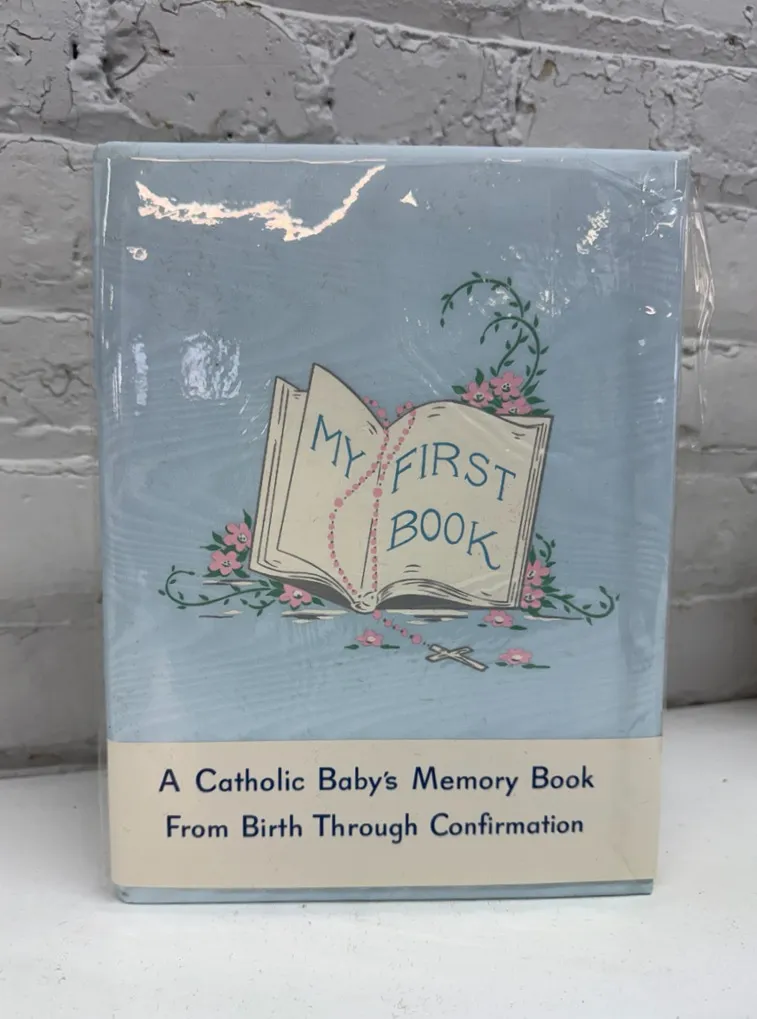 MY FIRST
BOOK
A Catholic Baby's Memory Book
From Birth Through Confirmation